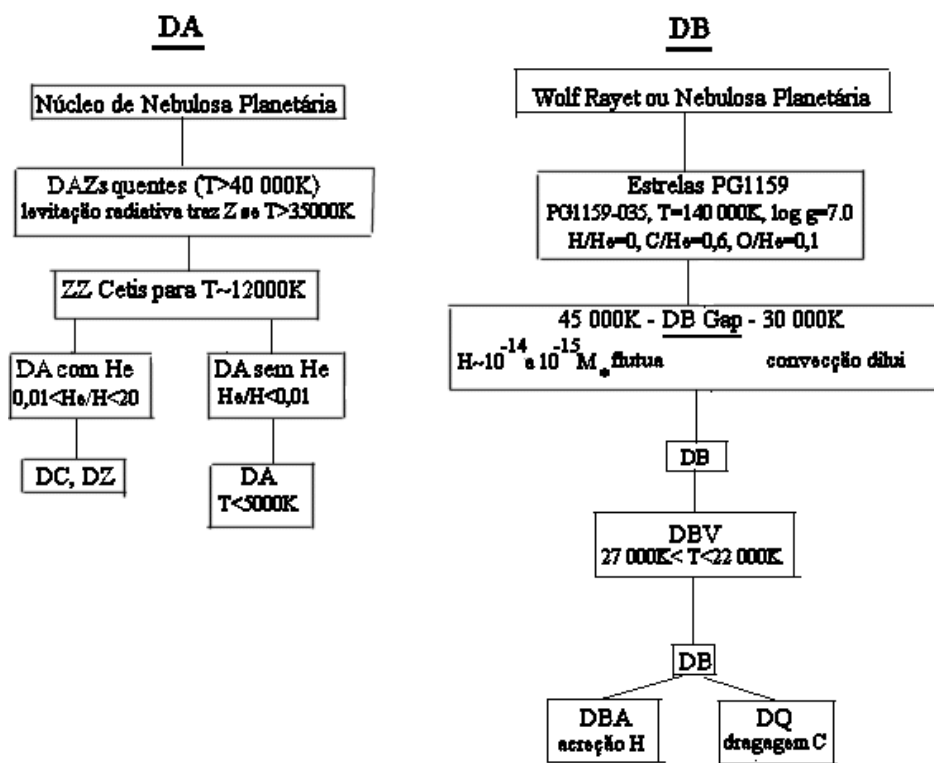 DA
Núcleo de Nebulosa Planetária
DAZs quentes (T>40 000K)
levitação radiativa traz Z se T>35000K
ZZ Cetis para T~12000K
DA com He
0,01<He/H<20
DA sem He
He/H<0,01
DC, DZ
DA
T<5000K
DB
Wolf Rayet ou Nebulosa Planetária
Estrelas PG1159
PG1159-035, T=140 000K, log g=7.0
H/He=0, C/He=0,6, O/He=0,1
45 000K - DB Gap - 30 000K
H~10^-14 a 10^-15 M* flutua convecção dilui
DB
DBV
27 000K< T<22 000K
DB
DBA
acreção H
DQ
dragagem C